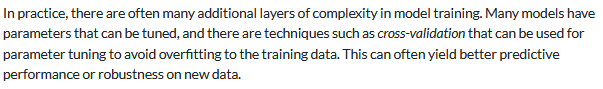 In practice, there are often many additional layers of complexity in model training. Many models have
parameters that can be tuned, and there are techniques such as cross-validation that can be used for
parameter tuning to avoid overfitting to the training data. This can often yield better predictive
performance or robustness on new data.